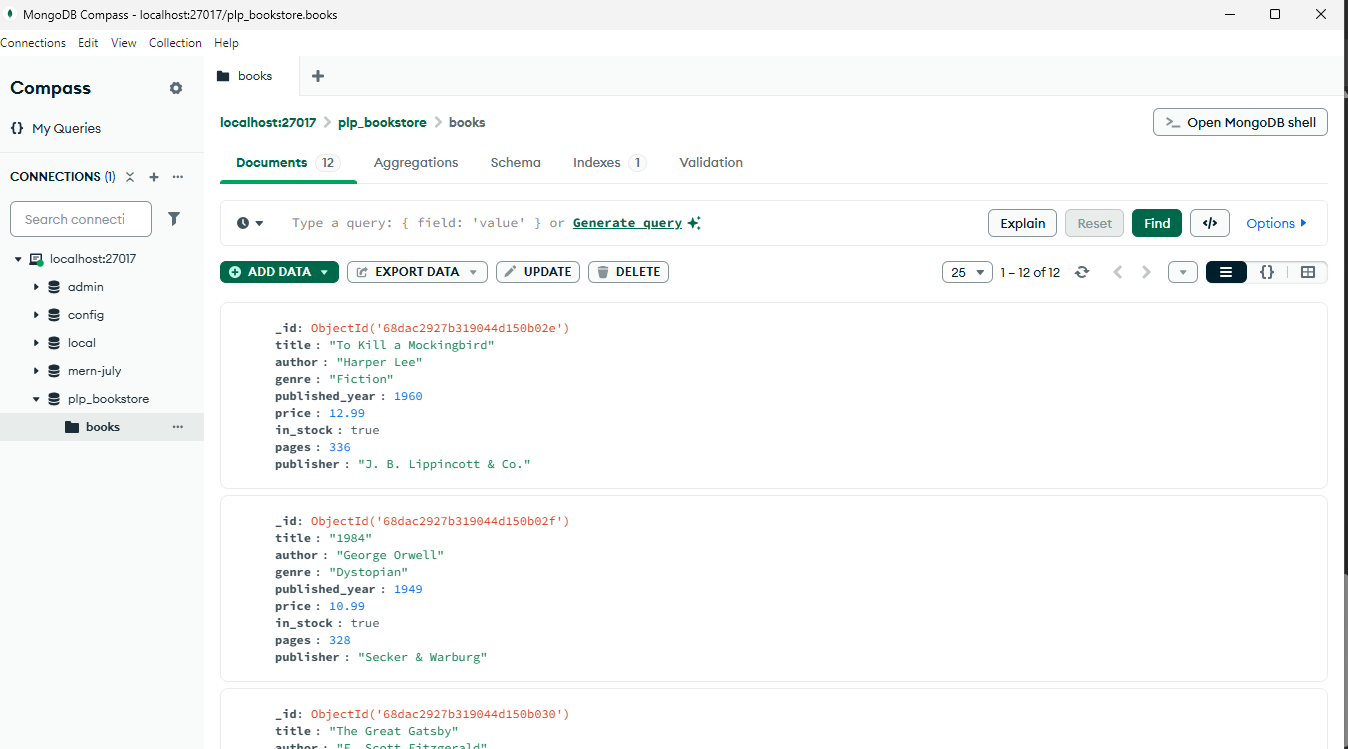 MongoDB Compass - localhost:27017/plp_bookstore.books
Connections Edit View Collection Help
Compass
My Queries
CONNECTIONS (1)
Search connecti
localhost:27017
admin
config
local
mern-july
plp_bookstore
books
books
localhost:27017 > plp_bookstore > books
>_ Open MongoDB shell
Documents 12 Aggregations Schema Indexes 1 Validation
Type a query: { field: 'value' } or Generate query
Explain Reset Find </> Options
ADD DATA EXPORT DATA UPDATE DELETE
25 1 – 12 of 12 {}
_id: ObjectId('68dac2927b319044d150b02e')
title : "To Kill a Mockingbird"
author : "Harper Lee"
genre : "Fiction"
published_year : 1960
price : 12.99
in_stock : true
pages : 336
publisher : "J. B. Lippincott & Co."
_id: ObjectId('68dac2927b319044d150b02f')
title : "1984"
author : "George Orwell"
genre : "Dystopian"
published_year : 1949
price : 10.99
in_stock : true
pages : 328
publisher : "Secker & Warburg"
_id: ObjectId('68dac2927b319044d150b030')
title : "The Great Gatsby"
author : "F. Scott Fitzgerald"